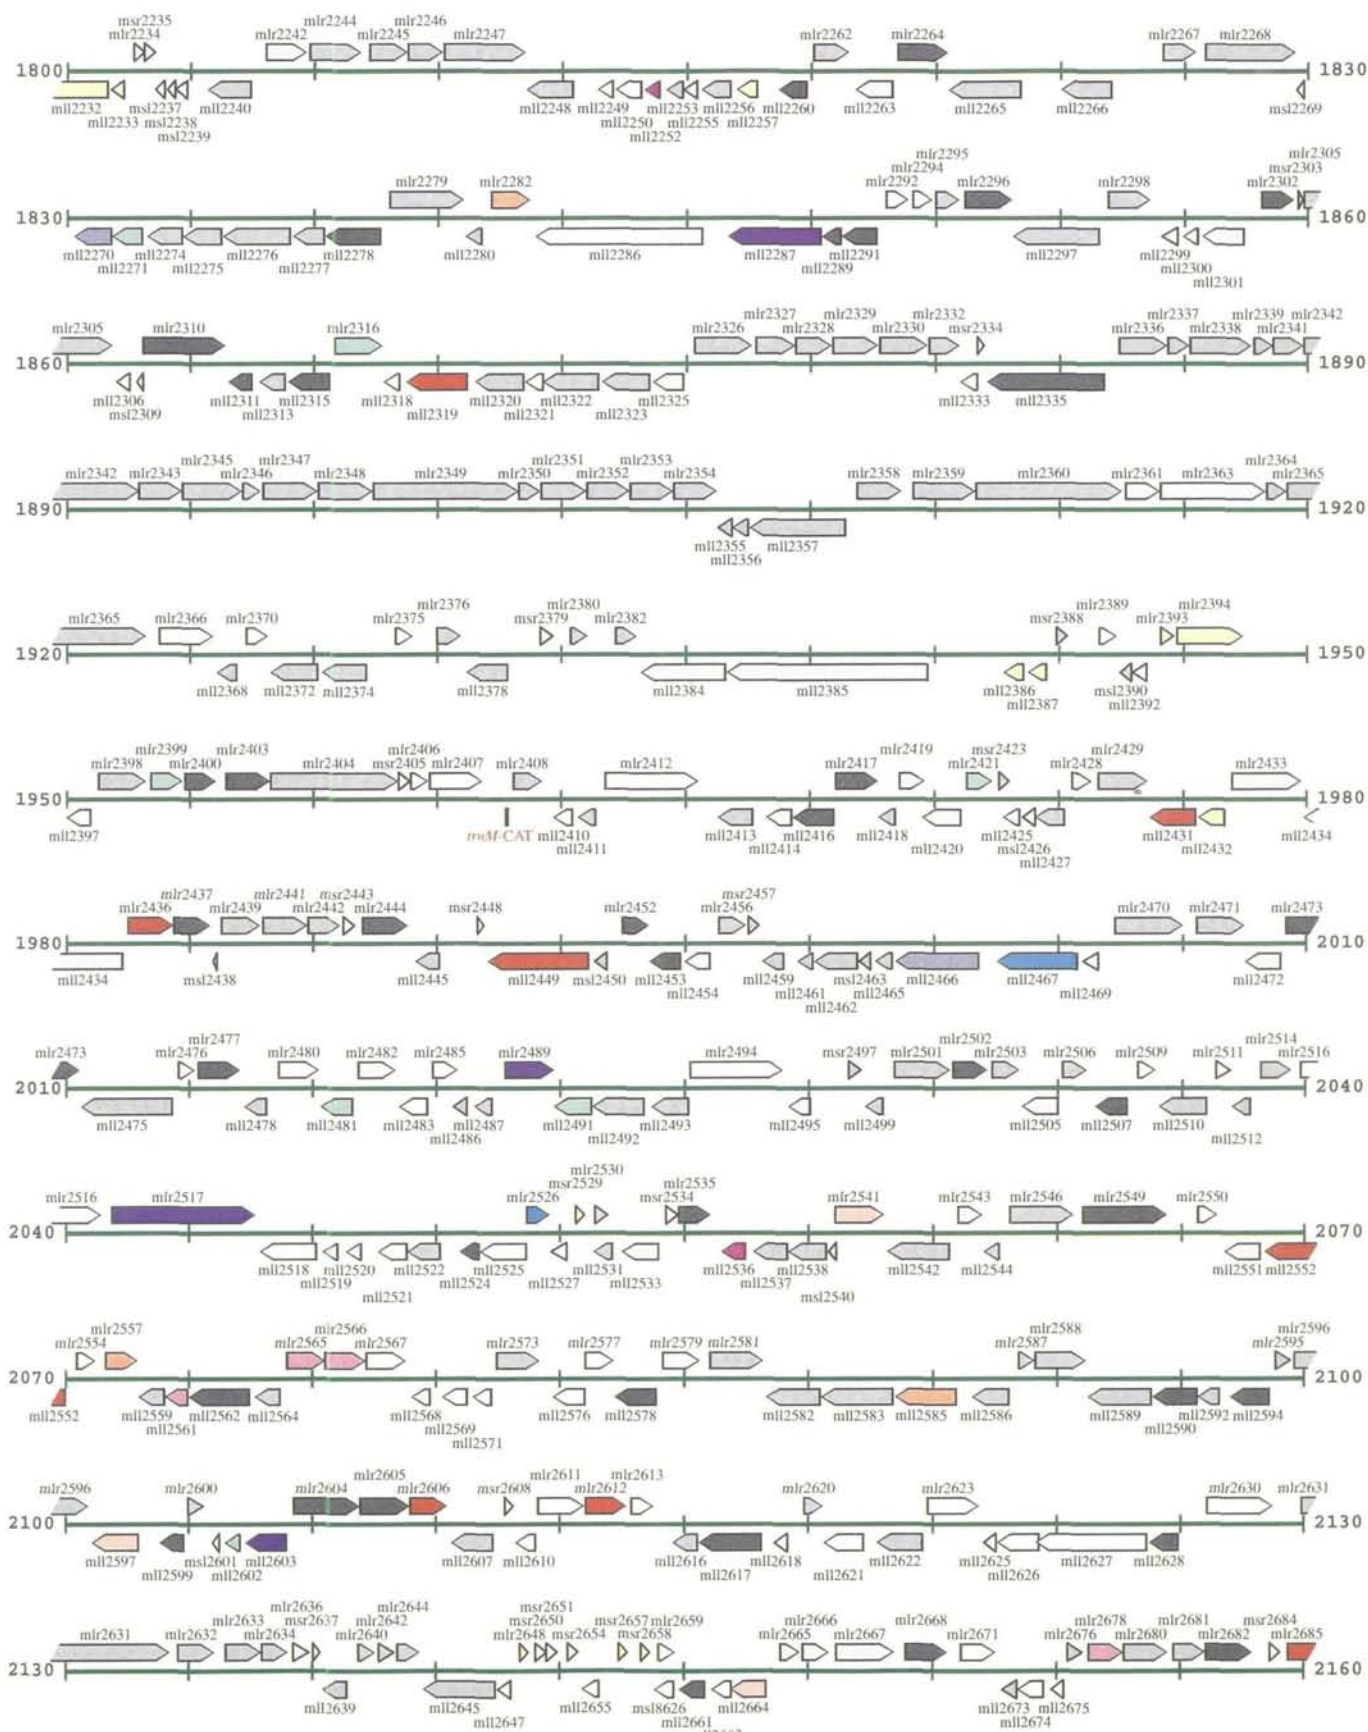 msr2235
mlr2234 mlr2242 mlr2244 mlr2245 mlr2246 mlr2247 mlr2262 mlr2264 mlr2267 mlr2268
1800 1830
mll2232 mll2233 msl2237 msl2238 msl2239 mll2240 mll2248 mll2249 mll2250 mll2252 mll2253 mll2255 mll2256 mll2257 mll2260 mll2263 mll2265 mll2266 msl2269
mlr2279 mlr2282 mlr2292 mlr2294 mlr2295 mlr2296 mlr2298 mlr2302 msr2303 mlr2305
1830 1860
mll2270 mll2271 mll2274 mll2275 mll2276 mll2277 mll2278 mll2280 mll2286 mll2287 mll2289 mll2291 mll2297 mll2299 mll2300 mll2301
mlr2305 mlr2310 mlr2316 mlr2326 mlr2327 mlr2328 mlr2329 mlr2330 mlr2332 msr2334 mlr2336 mlr2337 mlr2338 mlr2339 mlr2341 mlr2342
1860 1890
mll2306 msl2309 mll2311 mll2313 mll2315 mll2318 mll2319 mll2320 mll2321 mll2322 mll2323 mll2325 mll2333 mll2335
mlr2342 mlr2343 mlr2345 mlr2346 mlr2347 mlr2348 mlr2349 mlr2350 mlr2351 mlr2352 mlr2353 mlr2354 mlr2358 mlr2359 mlr2360 mlr2361 mlr2363 mlr2364 mlr2365
1890 1920
mll2355 mll2356 mll2357
mlr2365 mlr2366 mlr2370 mlr2375 mlr2376 msr2379 mlr2380 mlr2382 msr2388 mlr2389 mlr2393 mlr2394
1920 1950
mll2368 mll2372 mll2374 mll2378 mll2384 mll2385 mll2386 mll2387 msl2390 mll2392
mlr2398 mlr2399 mlr2400 mlr2403 mlr2404 msr2405 mlr2406 mlr2407 mlr2408 mlr2412 mlr2417 mlr2419 mlr2421 msr2423 mlr2428 mlr2429 mlr2433
1950 1980
mll2397 trnM-CAT mll2410 mll2411 mll2413 mll2414 mll2416 mll2418 mll2420 mll2425 msl2426 mll2427 mll2431 mll2432 mll2434
mlr2436 mlr2437 mlr2439 mlr2441 mlr2442 msr2443 mlr2444 msr2448 mlr2452 mlr2456 msr2457 mlr2470 mlr2471 mlr2473
1980 2010
mll2434 msl2438 mll2445 mll2449 msl2450 mll2453 mll2454 mll2459 mll2461 mll2462 msl2463 mll2465 mll2466 mll2467 mll2469 mll2472
mlr2473 mlr2476 mlr2477 mlr2480 mlr2482 mlr2485 mlr2489 mlr2494 msr2497 mlr2501 mlr2502 mlr2503 mlr2506 mlr2509 mlr2511 mlr2514 mlr2516
2010 2040
mll2475 mll2478 mll2481 mll2483 mll2486 mll2487 mll2491 mll2492 mll2493 mll2495 mll2499 mll2505 mll2507 mll2510 mll2512
mlr2516 mlr2517 mlr2526 msr2529 mlr2530 msr2534 mlr2535 mlr2541 mlr2543 mlr2546 mlr2549 mlr2550
2040 2070
mll2518 mll2519 mll2520 mll2521 mll2522 mll2524 mll2525 mll2527 mll2531 mll2533 mll2536 mll2537 mll2538 msl2540 mll2542 mll2544 mll2551 mll2552
mlr2554 mlr2557 mlr2565 mlr2566 mlr2567 mlr2573 mlr2577 mlr2579 mlr2581 mlr2587 mlr2588 mlr2595 mlr2596
2070 2100
mll2552 mll2559 mll2561 mll2562 mll2564 mll2568 mll2569 mll2571 mll2576 mll2578 mll2582 mll2583 mll2585 mll2586 mll2589 mll2590 mll2592 mll2594
mlr2596 mlr2600 mlr2604 mlr2605 mlr2606 msr2608 mlr2611 mlr2612 mlr2613 mlr2620 mlr2623 mlr2630 mlr2631
2100 2130
mll2597 mll2599 msl2601 mll2602 mll2603 mll2607 mll2610 mll2616 mll2617 mll2618 mll2621 mll2622 mll2625 mll2626 mll2627 mll2628
mlr2631 mlr2632 mlr2633 mlr2634 mlr2636 msr2637 mlr2640 mlr2642 mlr2644 mlr2648 msr2650 msr2651 msr2654 msr2657 msr2658 mlr2659 mlr2665 mlr2666 mlr2667 mlr2668 mlr2671 mlr2676 mlr2678 mlr2680 mlr2681 mlr2682 msr2684 mlr2685
2130 2160
mll2639 mll2645 mll2647 mll2655 msl8626 mll2661 mll2664 mll2673 mll2674 mll2675